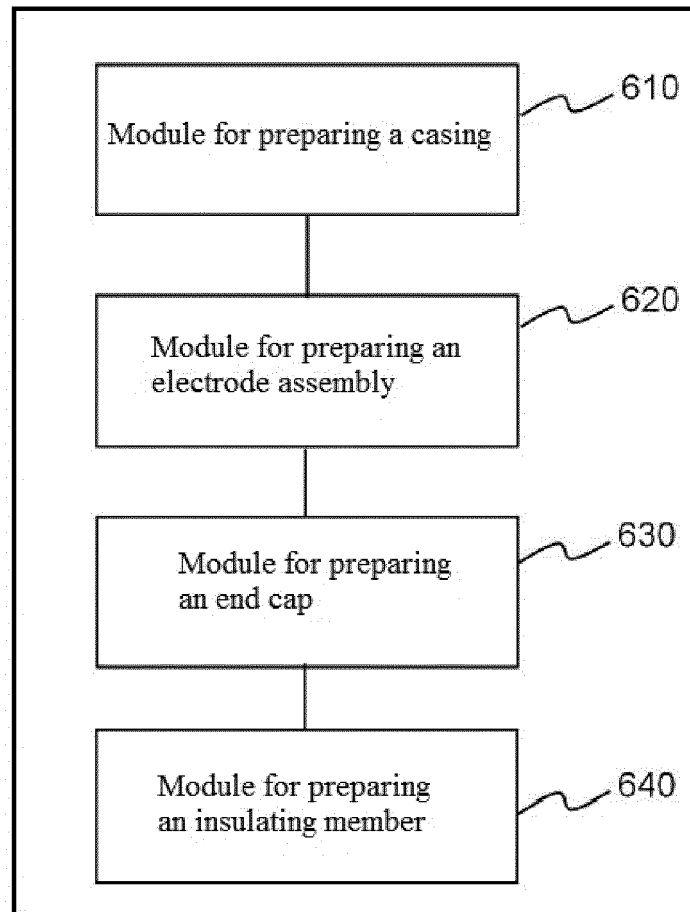 Module for preparing a casing
610
Module for preparing an
electrode assembly
620
Module for preparing
an end cap
630
Module for preparing
an insulating member
640